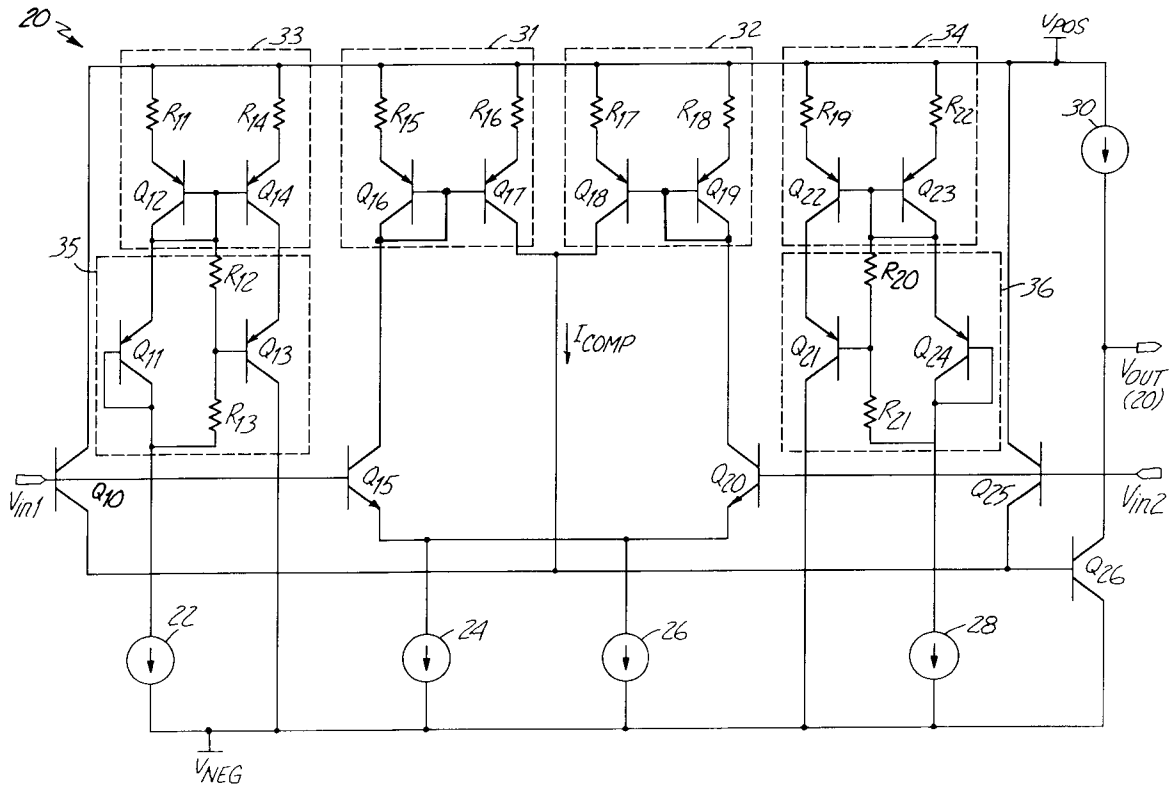 20
33
31
32
34
VPOS
R11
R14
R15
R16
R17
R18
R19
R22
30
Q12
Q14
Q16
Q17
Q18
Q19
Q22
Q23
35
R12
R20
36
Q11
Q13
ICOMP
Q21
Q24
VOUT
(20)
R13
R21
Vin1
Q10
Q15
Q20
Q25
Vin2
Q26
22
24
26
28
VNEG